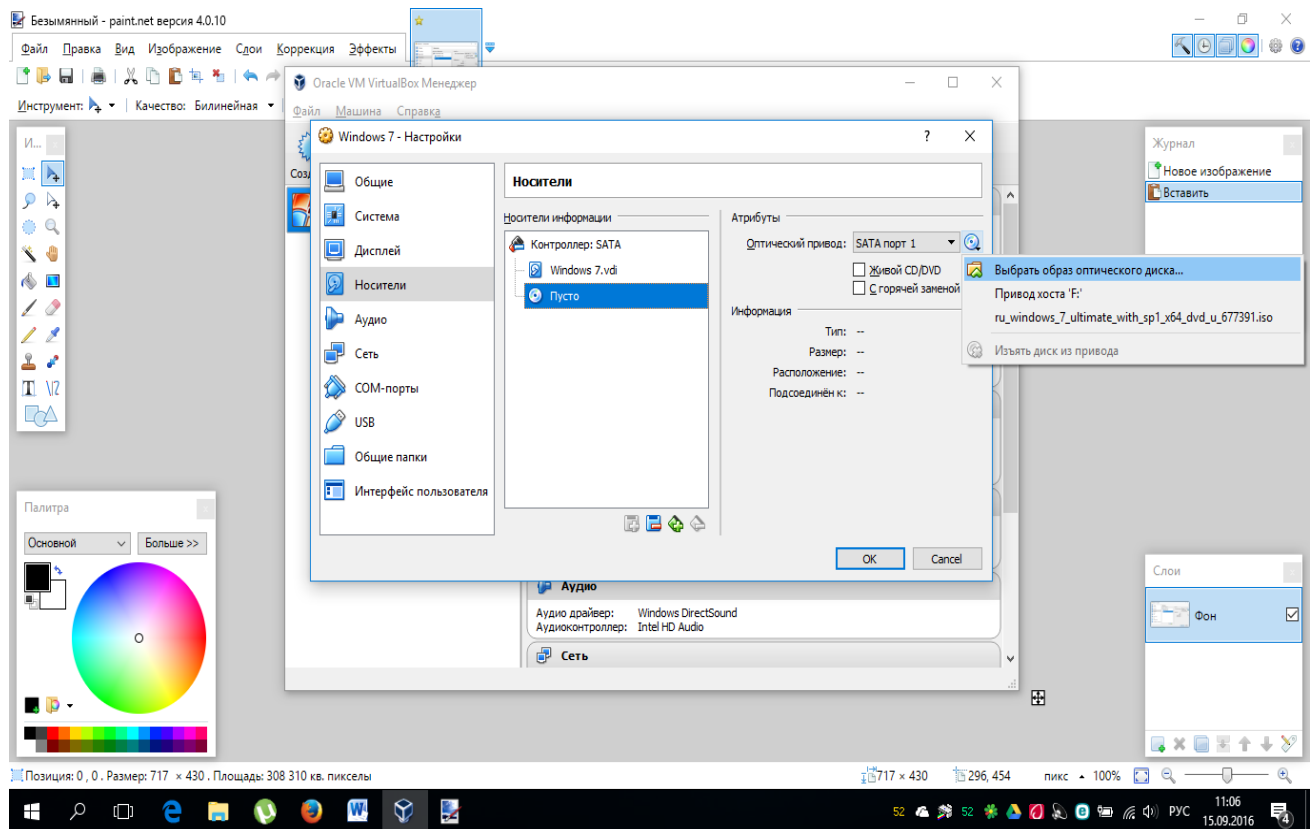 Безымянный - paint.net версия 4.0.10
Файл Правка Вид Изображение Слои Коррекция Эффекты
Инструмент: Качество: Билинейная
Oracle VM VirtualBox Менеджер
Файл Машина Справка
Windows 7 - Настройки
И...
Созд
Общие
Система
Дисплей
Носители
Аудио
Сеть
COM-порты
USB
Общие папки
Интерфейс пользователя
Носители
Носители информации
Контроллер: SATA
Windows 7.vdi
Пусто
Атрибуты
Оптический привод: SATA порт 1
Живой CD/DVD
С горячей заменой
Информация
Тип: --
Размер: --
Расположение: --
Подсоединён к: --
OK Cancel
Выбрать образ оптического диска...
Привод хоста 'F:'
ru_windows_7_ultimate_with_sp1_x64_dvd_u_677391.iso
Изъять диск из привода
Журнал
Новое изображение
Вставить
Аудио
Аудио драйвер: Windows DirectSound
Аудиоконтроллер: Intel HD Audio
Сеть
Палитра
Основной Больше >>
Слои
Фон
Позиция: 0 , 0 . Размер: 717 × 430 . Площадь: 308 310 кв. пикселы
717 × 430 296, 454 пикс 100%
52 52 РУС 11:06
15.09.2016
4